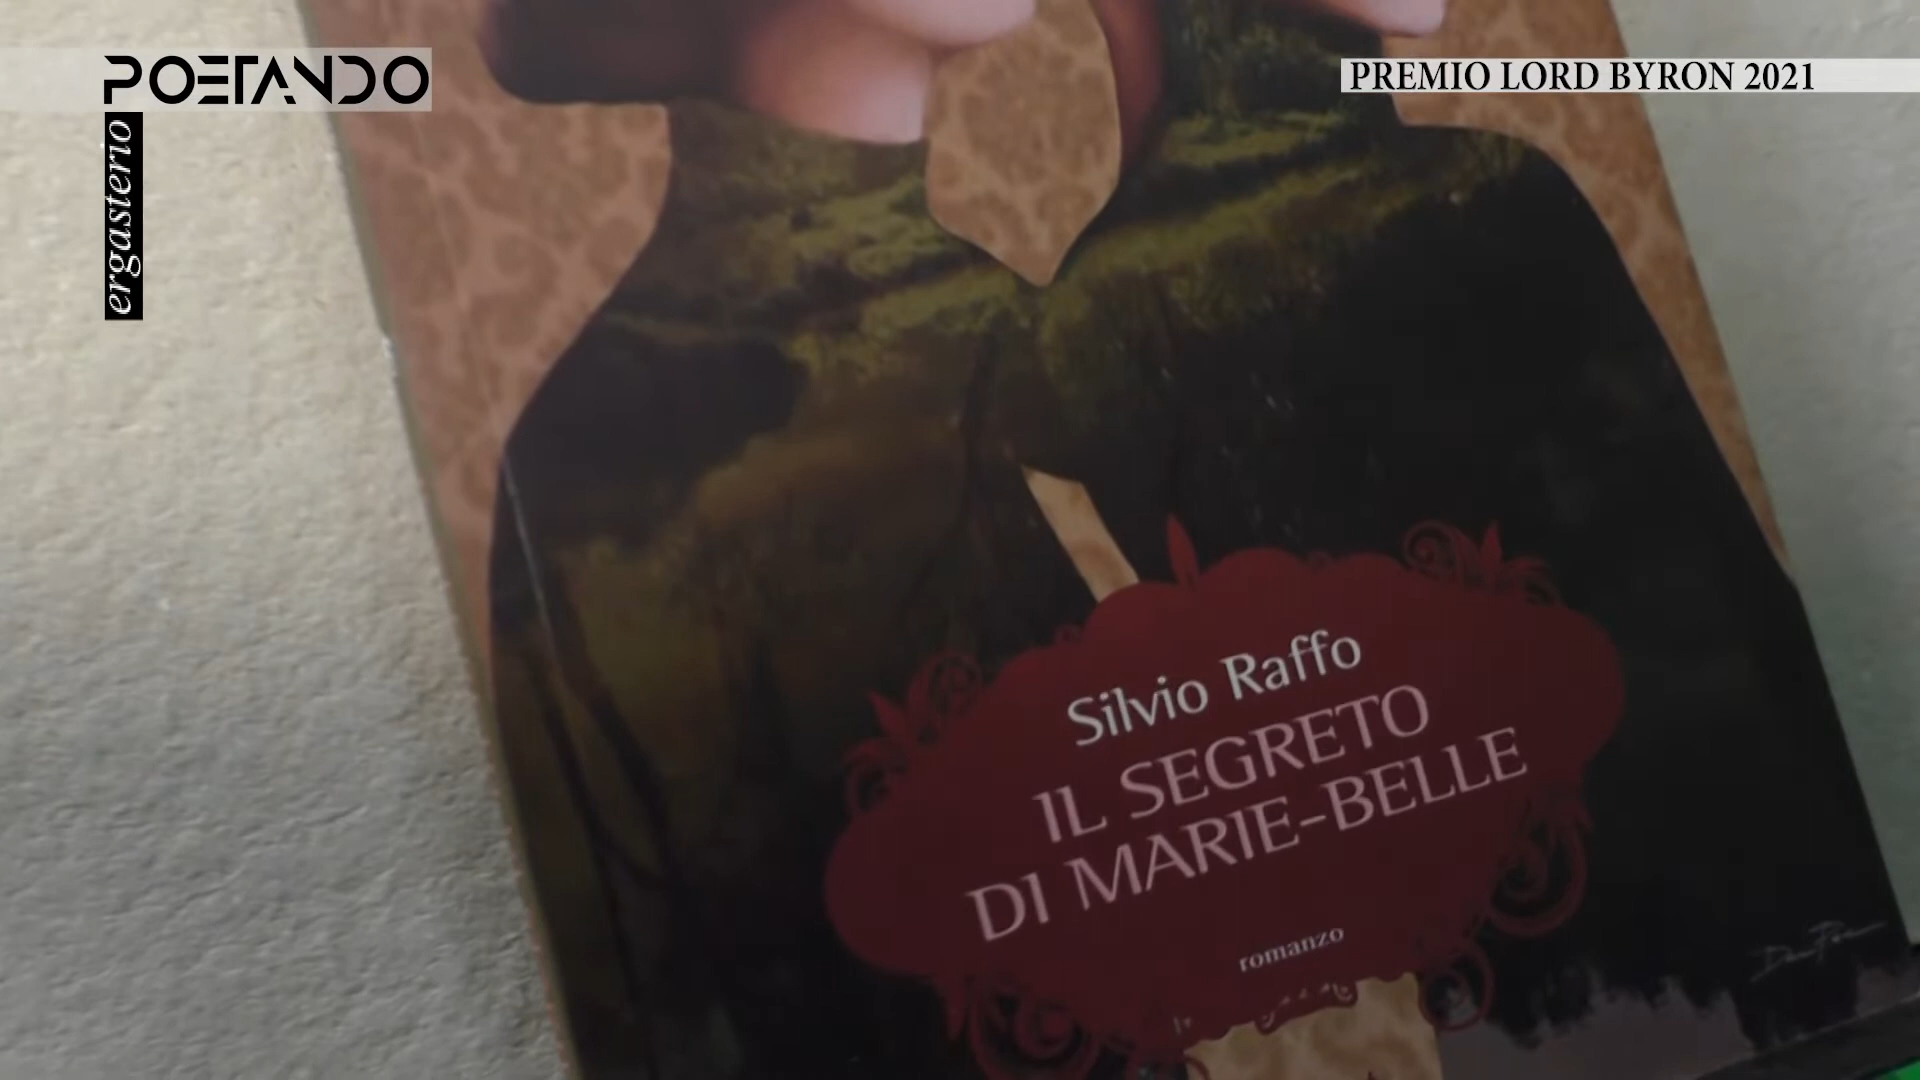 POETANDO
ergasterio
PREMIO LORD BYRON 2021
Silvio Raffo
IL SEGRETO
DI MARIE-BELLE
romanzo